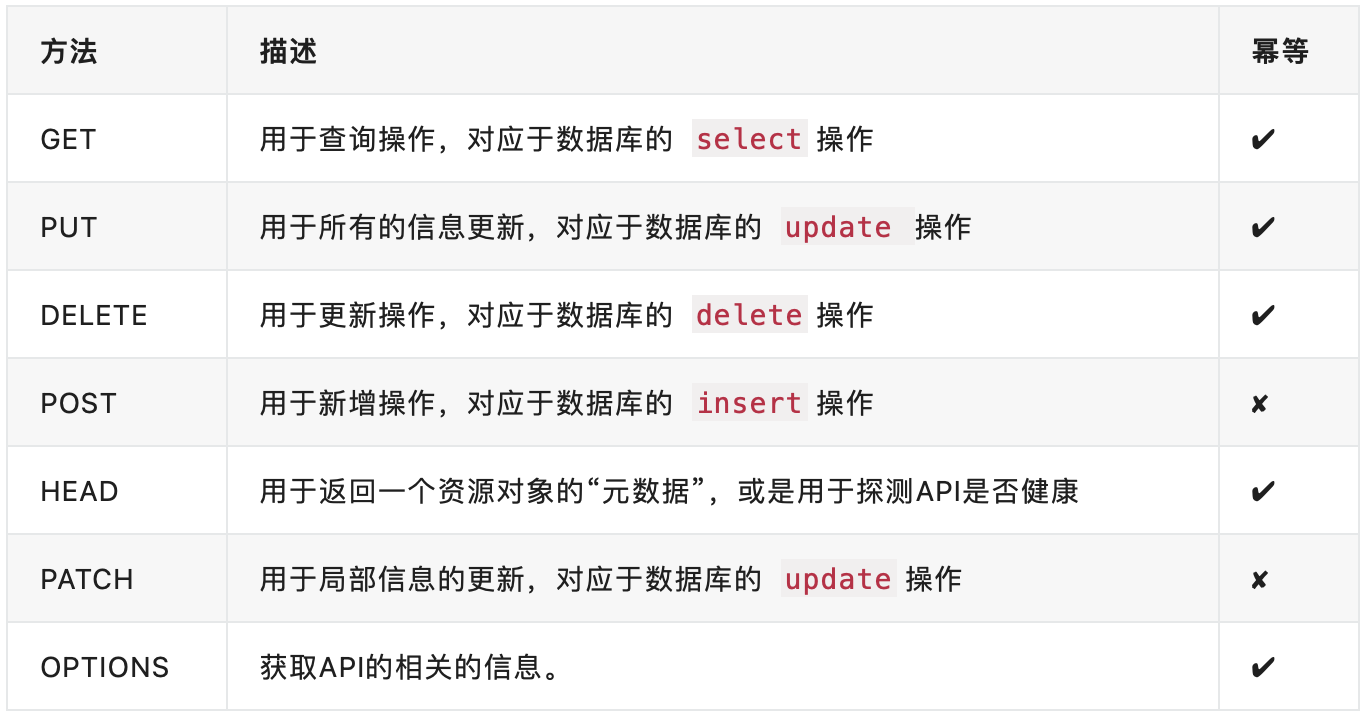 方法 描述 幂等
GET 用于查询操作，对应于数据库的 select 操作 ✔
PUT 用于所有的信息更新，对应于数据库的 update 操作 ✔
DELETE 用于更新操作，对应于数据库的 delete 操作 ✔
POST 用于新增操作，对应于数据库的 insert 操作 ✘
HEAD 用于返回一个资源对象的“元数据”，或是用于探测API是否健康 ✔
PATCH 用于局部信息的更新，对应于数据库的 update 操作 ✘
OPTIONS 获取API的相关的信息。 ✔